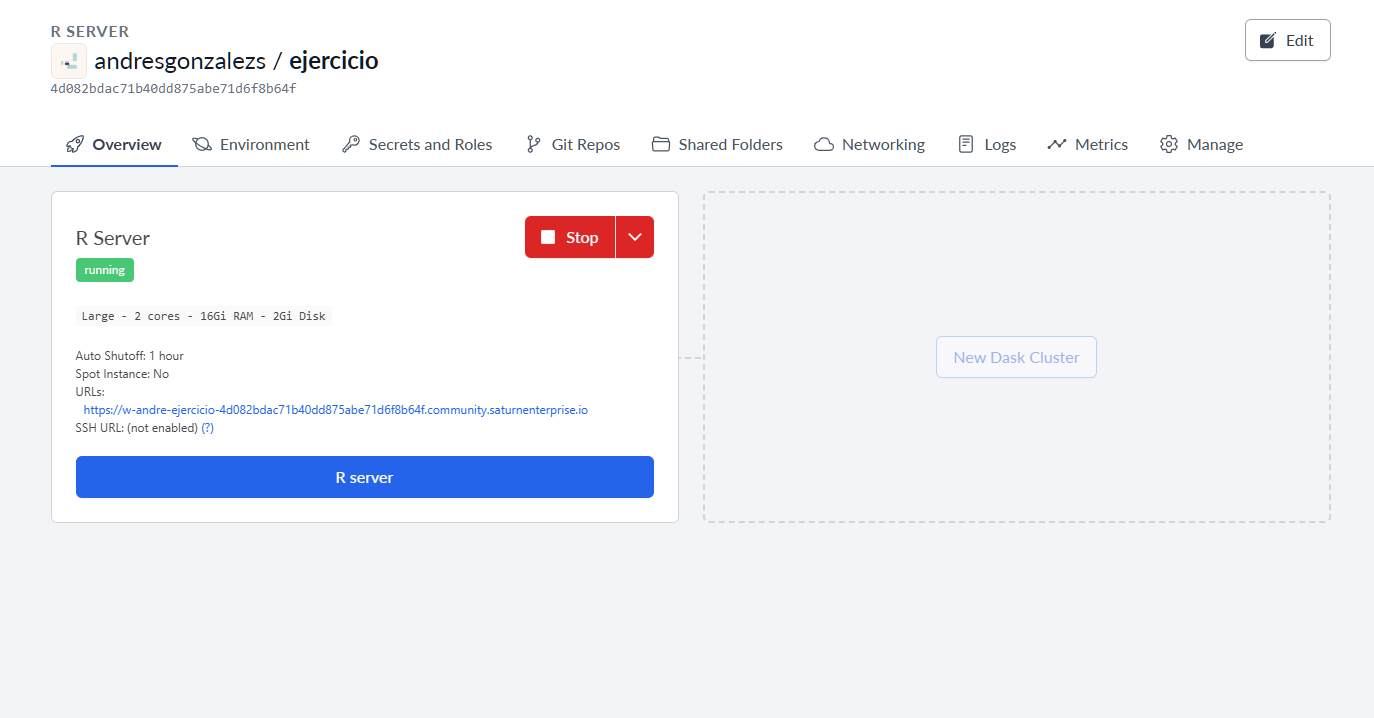 R SERVER
andresgonzalezs / ejercicio
4d082bdac71b40dd875abe71d6f8b64f
Edit
Overview
Environment
Secrets and Roles
Git Repos
Shared Folders
Networking
Logs
Metrics
Manage
R Server
Stop
running
Large - 2 cores - 16Gi RAM - 2Gi Disk
Auto Shutoff: 1 hour
Spot Instance: No
URLs:
https://w-andre-ejercicio-4d082bdac71b40dd875abe71d6f8b64f.community.saturnenterprise.io
SSH URL: (not enabled) (?)
R server
New Dask Cluster